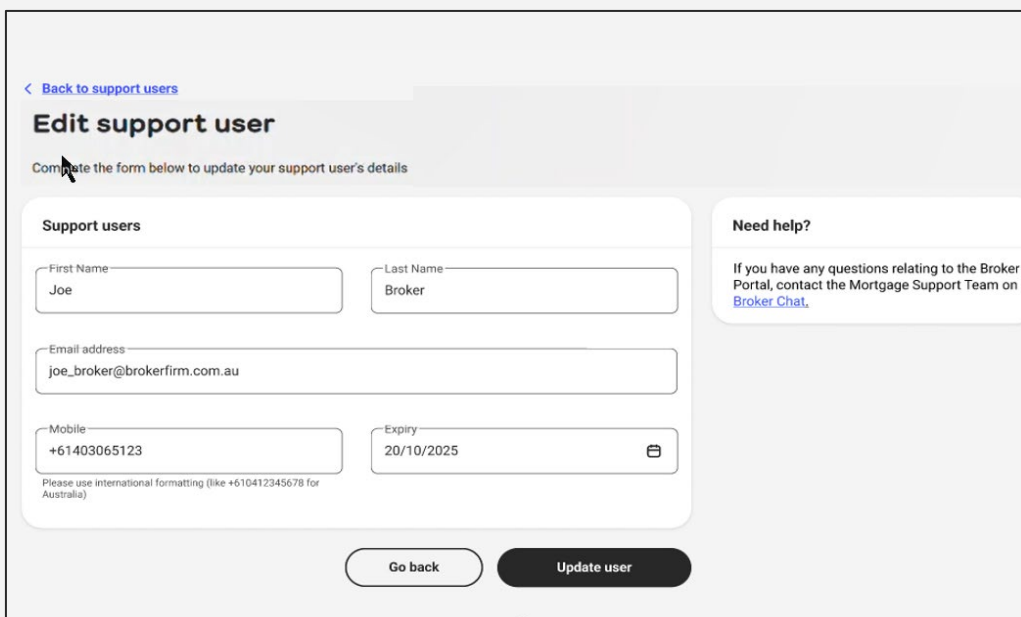 Back to support users
Edit support user
Complete the form below to update your support user's details
Support users
First Name
Joe
Last Name
Broker
Email address
joe_broker@brokerfirm.com.au
Mobile
+61403065123
Please use international formatting (like +610412345678 for
Australia)
Expiry
20/10/2025
Go back
Update user
Need help?
If you have any questions relating to the Broker
Portal, contact the Mortgage Support Team on
Broker Chat.